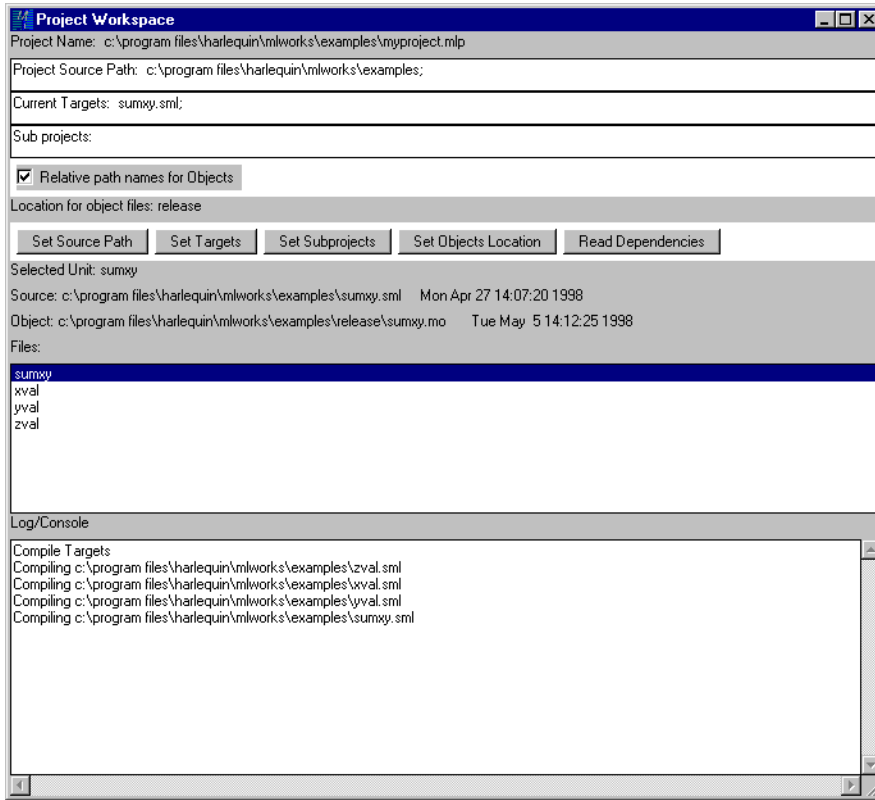 Project Workspace
Project Name: c:\program files\harlequin\mlworks\examples\myproject.mlp
Project Source Path: c:\program files\harlequin\mlworks\examples;
Current Targets: sumxy.sml;
Sub projects:
Relative path names for Objects
Location for object files: release
Set Source Path Set Targets Set Subprojects Set Objects Location Read Dependencies
Selected Unit: sumxy
Source: c:\program files\harlequin\mlworks\examples\sumxy.sml Mon Apr 27 14:07:20 1998
Object: c:\program files\harlequin\mlworks\examples\release\sumxy.mo Tue May 5 14:12:25 1998
Files:
sumxy
xval
yval
zval
Log/Console
Compile Targets
Compiling c:\program files\harlequin\mlworks\examples\zval.sml
Compiling c:\program files\harlequin\mlworks\examples\xval.sml
Compiling c:\program files\harlequin\mlworks\examples\yval.sml
Compiling c:\program files\harlequin\mlworks\examples\sumxy.sml